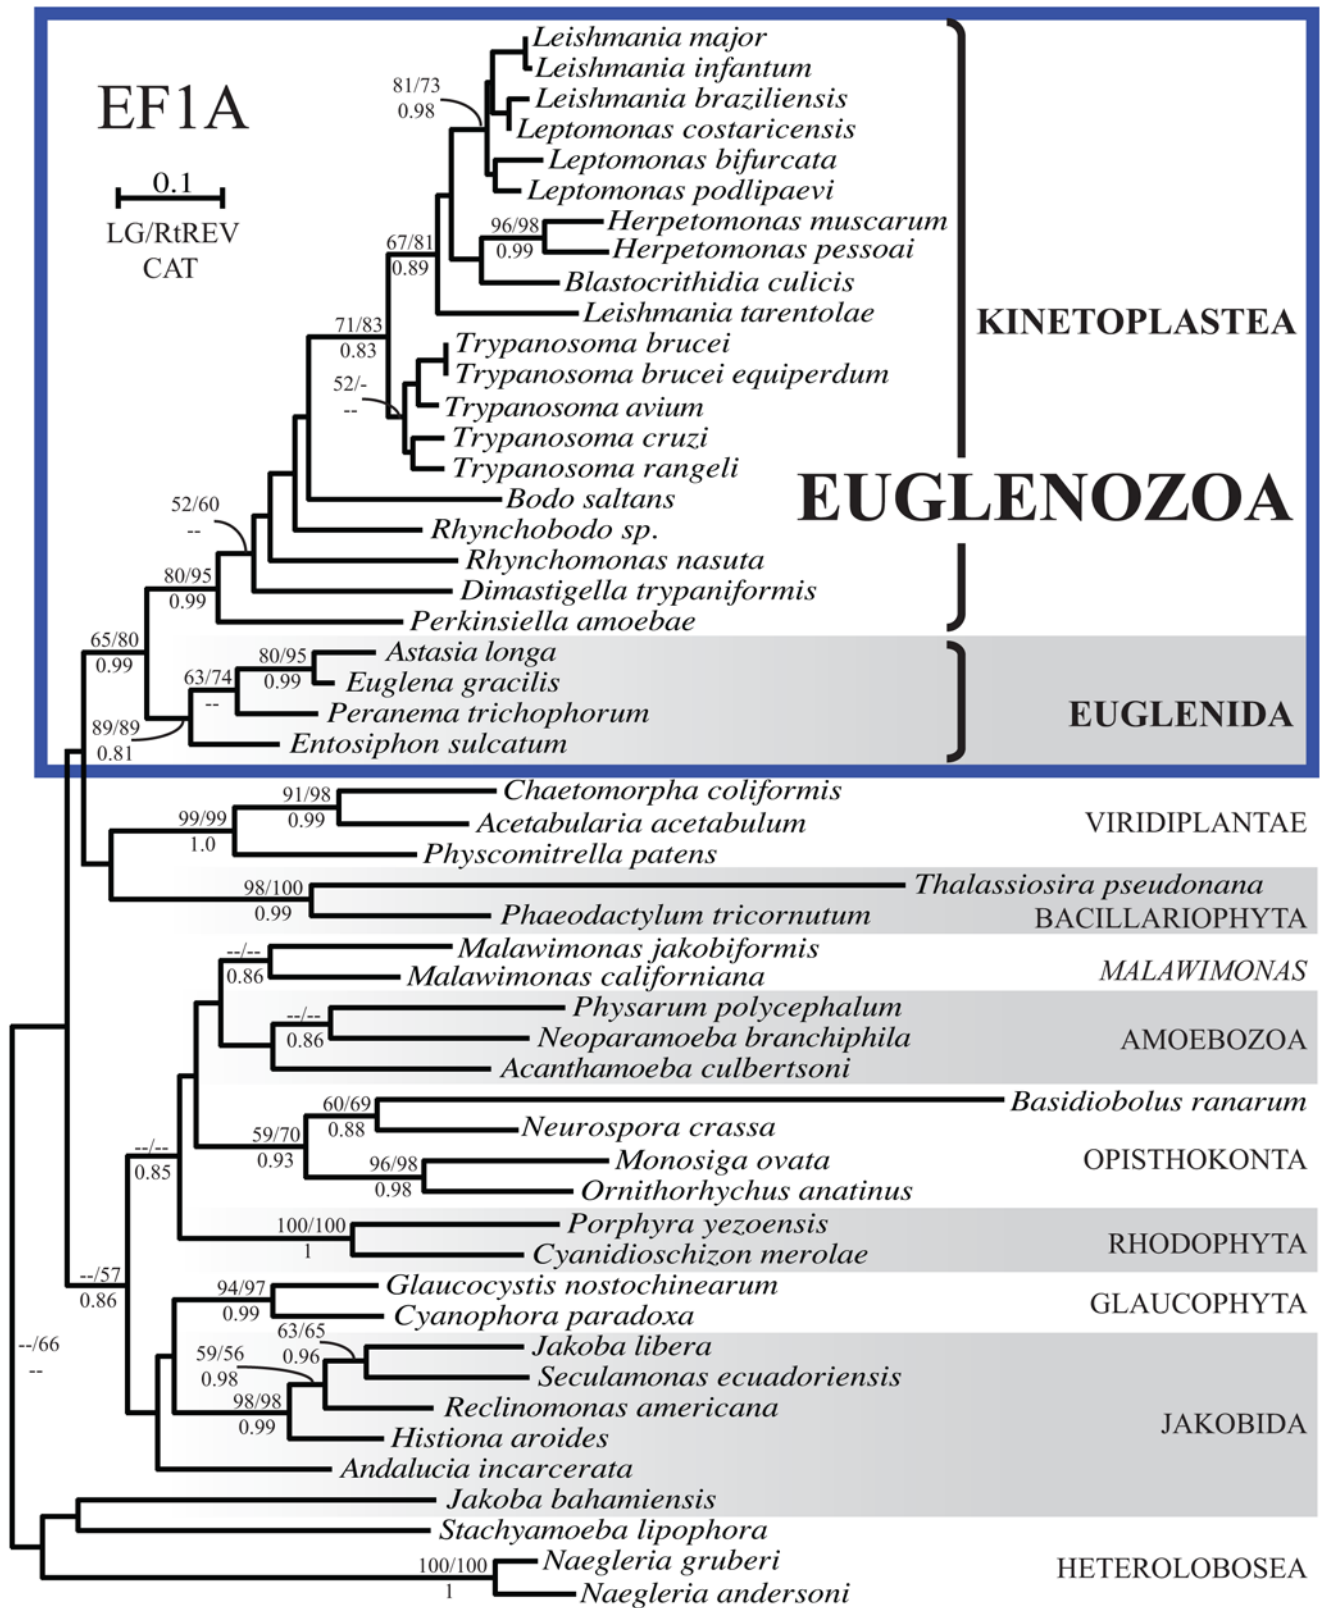 EF1A
0.1
LG/RtREV
CAT
Leishmania major
Leishmania infantum
81/73
0.98
Leishmania braziliensis
Leptomonas costaricensis
Leptomonas bifurcata
Leptomonas podlipaevi
96/98
0.99
Herpetomonas muscarum
Herpetomonas pessoai
67/81
0.89
Blastocrithidia culicis
Leishmania tarentolae
KINETOPLASTEA
71/83
0.83
Trypanosoma brucei
Trypanosoma brucei equiperdum
52/-
--
Trypanosoma avium
Trypanosoma cruzi
Trypanosoma rangeli
EUGLENOZOA
Bodo saltans
52/60
--
Rhynchobodo sp.
Rhynchomonas nasuta
80/95
0.99
Dimastigella trypaniformis
Perkinsiella amoebae
65/80
0.99
80/95
0.99
Astasia longa
Euglena gracilis
63/74
--
Peranema trichophorum
EUGLENIDA
89/89
0.81
Entosiphon sulcatum
91/98
0.99
Chaetomorpha coliformis
99/99
1.0
Acetabularia acetabulum
VIRIDIPLANTAE
Physcomitrella patens
98/100
0.99
Thalassiosira pseudonana
Phaeodactylum tricornutum
BACILLARIOPHYTA
--/--
0.86
Malawimonas jakobiformis
Malawimonas californiana
MALAWIMONAS
--/--
0.86
Physarum polycephalum
Neoparamoeba branchiphila
AMOEBOZOA
Acanthamoeba culbertsoni
60/69
0.88
Basidiobolus ranarum
Neurospora crassa
59/70
0.93
--/--
0.85
96/98
0.98
Monosiga ovata
OPISTHOKONTA
Ornithorhychus anatinus
100/100
1
Porphyra yezoensis
Cyanidioschizon merolae
RHODOPHYTA
--/57
0.86
94/97
0.99
Glaucocystis nostochinearum
Cyanophora paradoxa
GLAUCOPHYTA
--/66
--
63/65
0.96
Jakoba libera
59/56
0.98
Seculamonas ecuadoriensis
98/98
0.99
Reclinomonas americana
JAKOBIDA
Histiona aroides
Andalucia incarcerata
Jakoba bahamiensis
Stachyamoeba lipophora
100/100
1
Naegleria gruberi
HETEROLOBOSEA
Naegleria andersoni